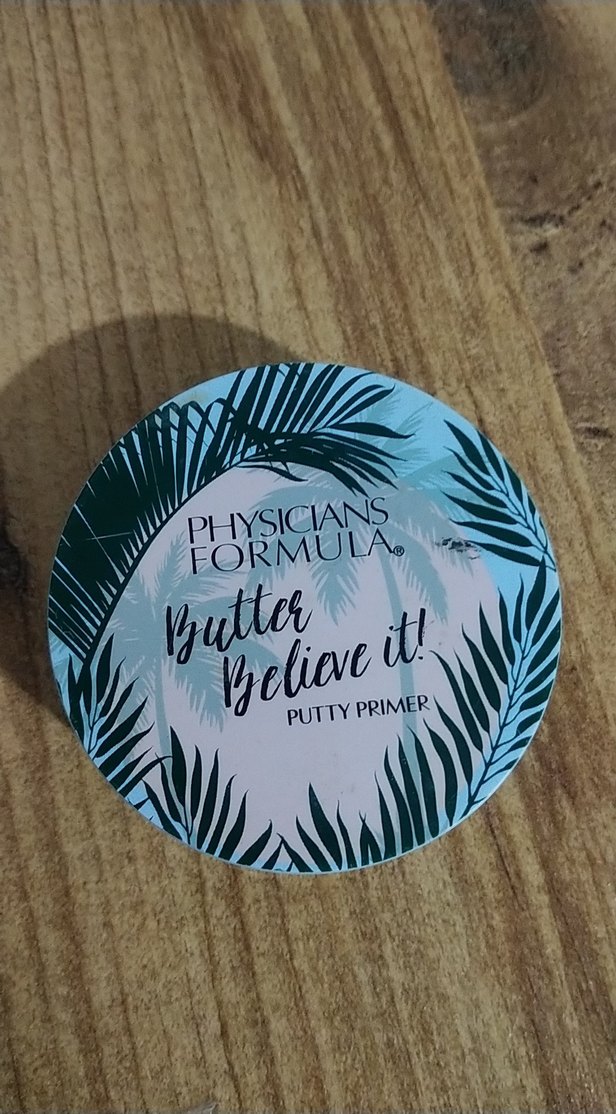 PHYSICIANS
FORMULA®
Butter
Believe it!
PUTTY PRIMER